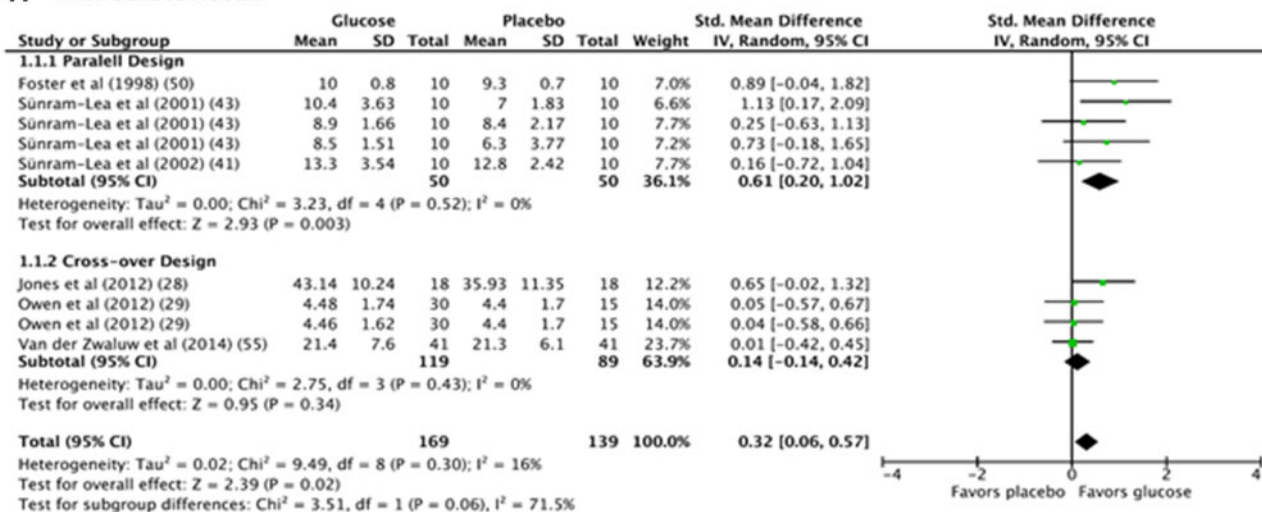 Glucose Placebo Std. Mean Difference Std. Mean Difference
Study or Subgroup Mean SD Total Mean SD Total Weight IV, Random, 95% CI IV, Random, 95% CI
1.1.1 Paralell Design
Foster et al (1998) (50) 10 0.8 10 9.3 0.7 10 7.0% 0.89 [-0.04, 1.82]
Sünram-Lea et al (2001) (43) 10.4 3.63 10 7 1.83 10 6.6% 1.13 [0.17, 2.09]
Sünram-Lea et al (2001) (43) 8.9 1.66 10 8.4 2.17 10 7.7% 0.25 [-0.63, 1.13]
Sünram-Lea et al (2001) (43) 8.5 1.51 10 6.3 3.77 10 7.2% 0.73 [-0.18, 1.65]
Sünram-Lea et al (2002) (41) 13.3 3.54 10 12.8 2.42 10 7.7% 0.16 [-0.72, 1.04]
Subtotal (95% CI) 50 50 36.1% 0.61 [0.20, 1.02]
Heterogeneity: Tau² = 0.00; Chi² = 3.23, df = 4 (P = 0.52); I² = 0%
Test for overall effect: Z = 2.93 (P = 0.003)
1.1.2 Cross-over Design
Jones et al (2012) (28) 43.14 10.24 18 35.93 11.35 18 12.2% 0.65 [-0.02, 1.32]
Owen et al (2012) (29) 4.48 1.74 30 4.4 1.7 15 14.0% 0.05 [-0.57, 0.67]
Owen et al (2012) (29) 4.46 1.62 30 4.4 1.7 15 14.0% 0.04 [-0.58, 0.66]
Van der Zwaluw et al (2014) (55) 21.4 7.6 41 21.3 6.1 41 23.7% 0.01 [-0.42, 0.45]
Subtotal (95% CI) 119 89 63.9% 0.14 [-0.14, 0.42]
Heterogeneity: Tau² = 0.00; Chi² = 2.75, df = 3 (P = 0.43); I² = 0%
Test for overall effect: Z = 0.95 (P = 0.34)
Total (95% CI) 169 139 100.0% 0.32 [0.06, 0.57]
Heterogeneity: Tau² = 0.02; Chi² = 9.49, df = 8 (P = 0.30); I² = 16%
Test for overall effect: Z = 2.39 (P = 0.02)
Test for subgroup differences: Chi² = 3.51, df = 1 (P = 0.06), I² = 71.5%
-4 -2 0 2 4
Favors placebo Favors glucose